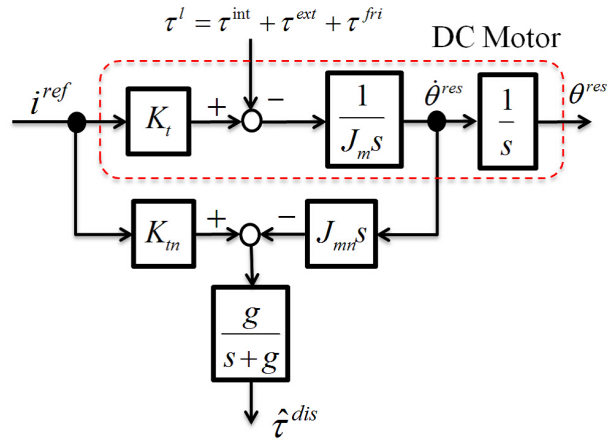 τ^l = τ^int + τ^ext + τ^fri
DC Motor
i^ref
K_t
+
−
1/(J_m s)
θ̇^res
1/s
θ^res
K_tn
+
−
J_mn s
g/(s+g)
τ̂^dis